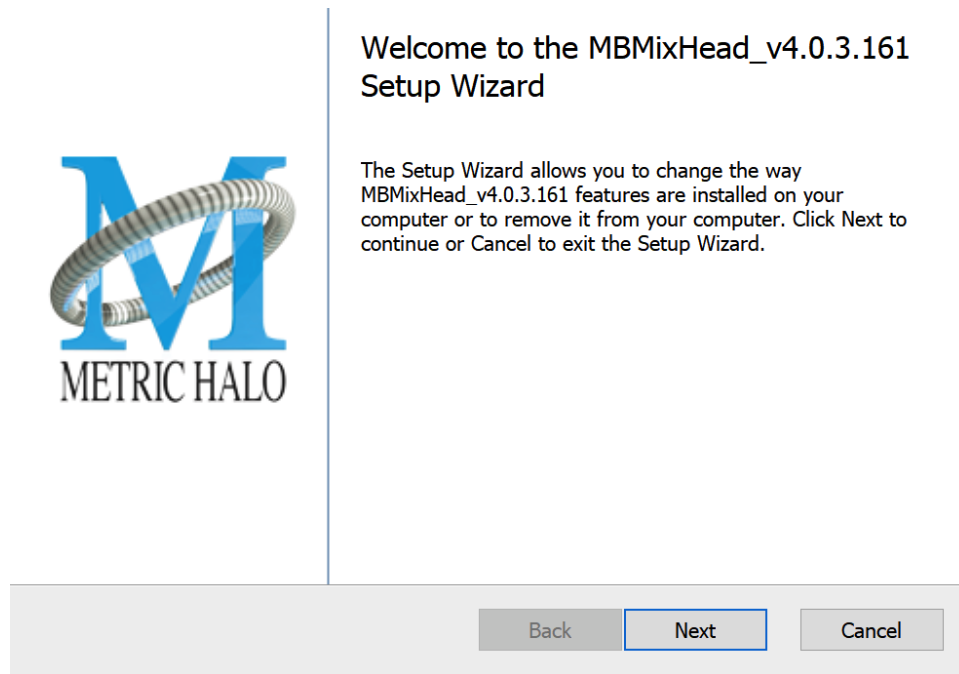 Welcome to the MBMixHead_v4.0.3.161
Setup Wizard
The Setup Wizard allows you to change the way
MBMixHead_v4.0.3.161 features are installed on your
computer or to remove it from your computer. Click Next to
continue or Cancel to exit the Setup Wizard.
METRIC HALO
Back
Next
Cancel